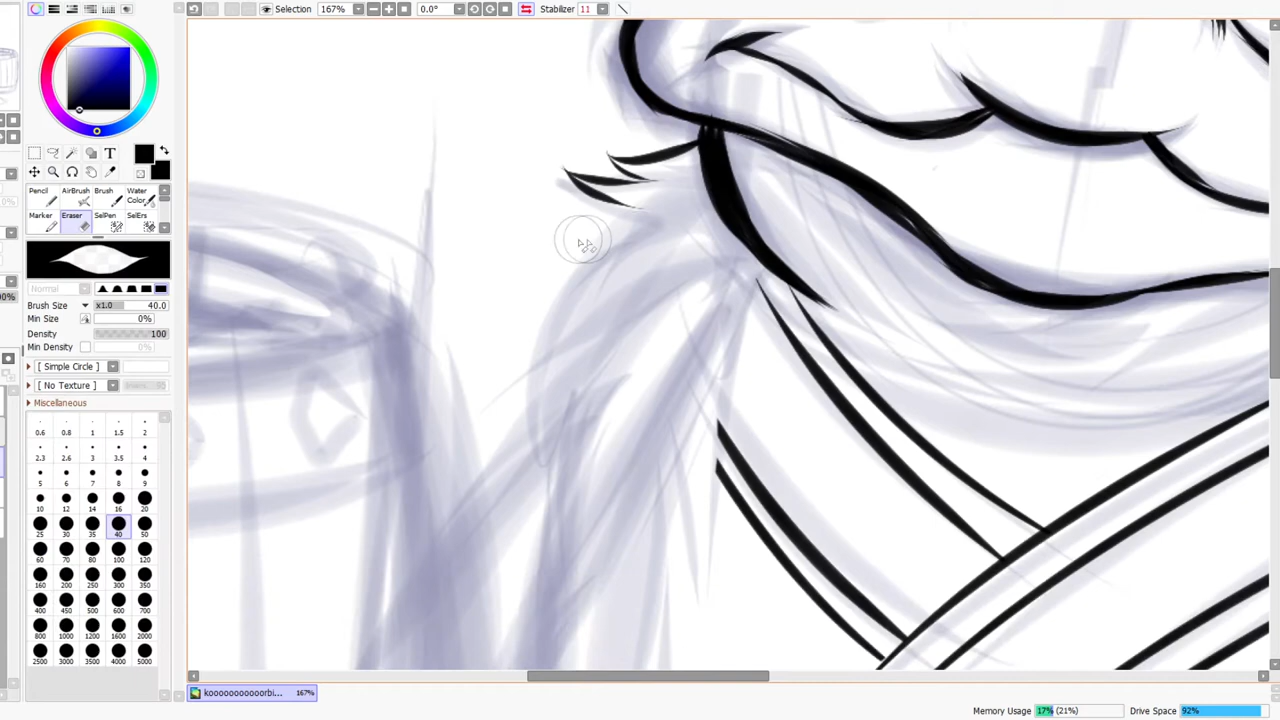 Selection 167% 0.0° Stabilizer 11
T
Pencil AirBrush Brush Water Color
Marker Eraser SelPen SelErs
Normal
Brush Size x1.0 40.0
Min Size 0%
Density 100
Min Density 0%
[ Simple Circle ]
[ No Texture ]
Miscellaneous
0.6 0.8 1 1.5 2
2.3 2.6 3 3.5 4
5 6 7 8 9
10 12 14 16 20
25 30 35 40 50
60 70 80 100 120
160 200 250 300 350
400 450 500 600 700
800 1000 1200 1600 2000
2500 3000 3500 4000 5000
kooooooooooorbi... 167%
Memory Usage 17% (21%) Drive Space 92%